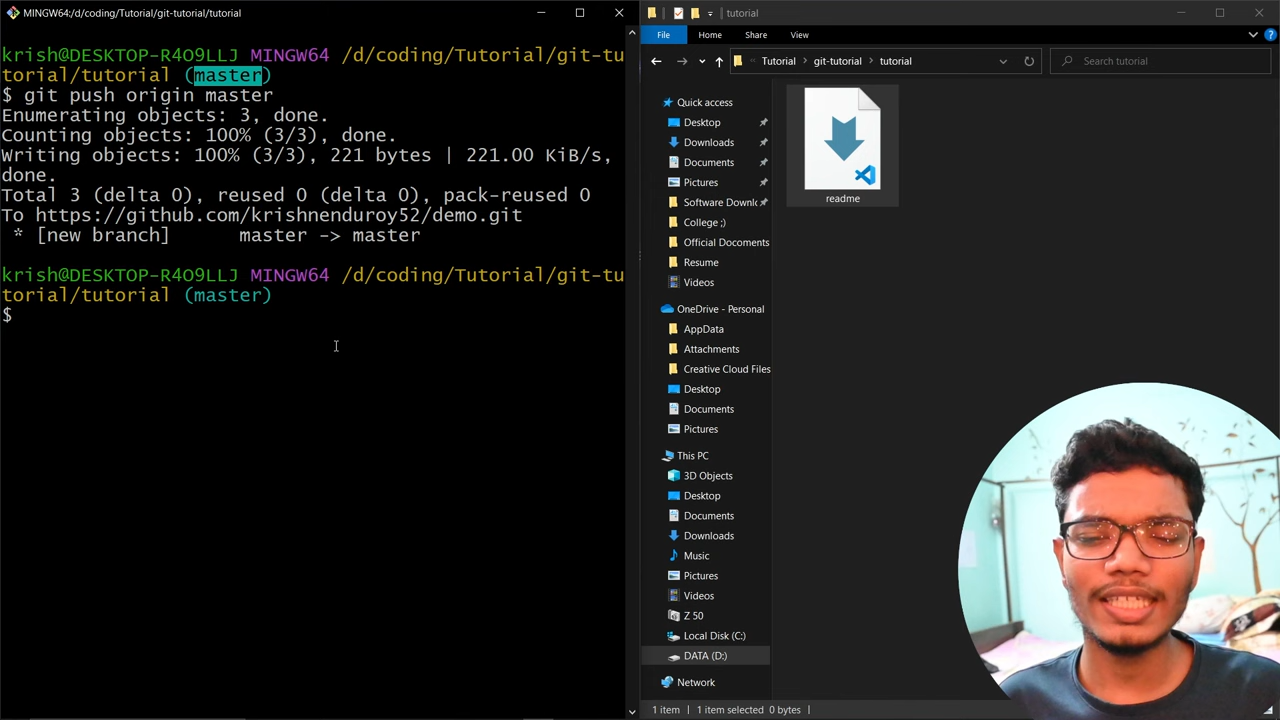 MINGW64:/d/coding/Tutorial/git-tutorial/tutorial
krish@DESKTOP-R4O9LLJ MINGW64 /d/coding/Tutorial/git-tu
torial/tutorial (master)
$ git push origin master
Enumerating objects: 3, done.
Counting objects: 100% (3/3), done.
Writing objects: 100% (3/3), 221 bytes | 221.00 KiB/s,
done.
Total 3 (delta 0), reused 0 (delta 0), pack-reused 0
To https://github.com/krishnenduroy52/demo.git
* [new branch]      master -> master
krish@DESKTOP-R4O9LLJ MINGW64 /d/coding/Tutorial/git-tu
torial/tutorial (master)
$
tutorial
File Home Share View
Tutorial git-tutorial tutorial
Search tutorial
Quick access
Desktop
Downloads
Documents
Pictures
Software Downlo
College ;)
Official Docoments
Resume
Videos
OneDrive - Personal
AppData
Attachments
Creative Cloud Files
Desktop
Documents
Pictures
This PC
3D Objects
Desktop
Documents
Downloads
Music
Pictures
Videos
Z 50
Local Disk (C:)
DATA (D:)
Network
readme
1 item 1 item selected 0 bytes